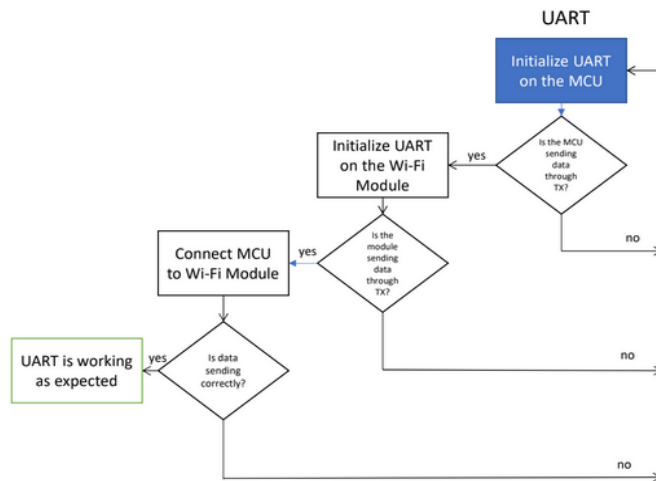 UART
Initialize UART
on the MCU
Is the MCU
sending
data
through
TX?
yes
no
Initialize UART
on the Wi-Fi
Module
Is the
module
sending
data
through
TX?
yes
no
Connect MCU
to Wi-Fi Module
Is data
sending
correctly?
yes
no
UART is working
as expected